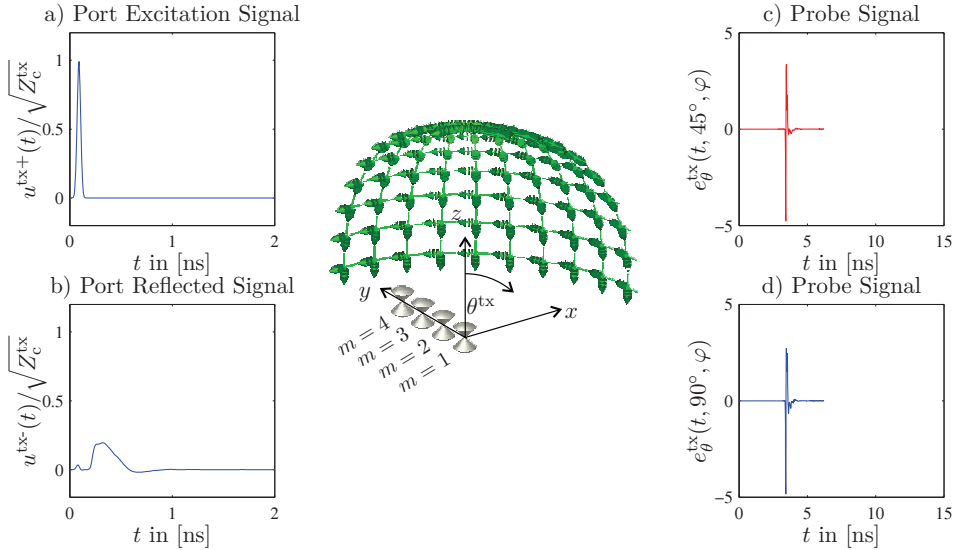 a) Port Excitation Signal
u^{tx+}(t)/√Z_c^{tx}
1
0.5
0
0 1 2
t in [ns]
b) Port Reflected Signal
u^{tx-}(t)/√Z_c^{tx}
1
0.5
0
0 1 2
t in [ns]
z
y
θ^{tx}
x
m = 4
m = 3
m = 2
m = 1
c) Probe Signal
e_θ^{tx}(t, 45°, φ)
5
0
−5
0 5 10 15
t in [ns]
d) Probe Signal
e_θ^{tx}(t, 90°, φ)
5
0
−5
0 5 10 15
t in [ns]